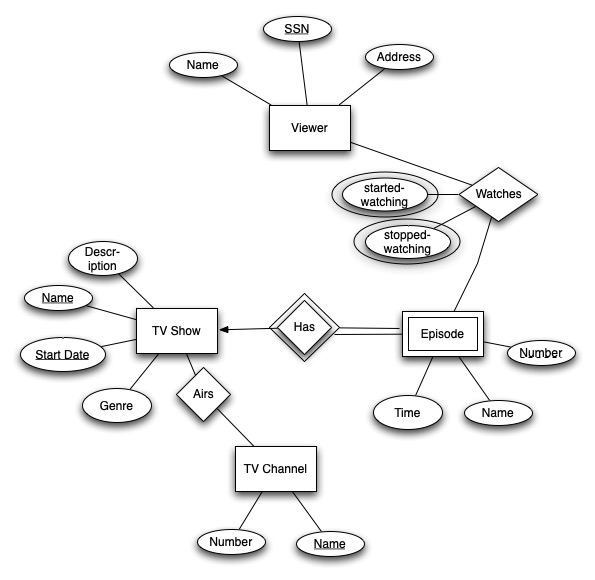 SSN
Name
Address
Viewer
started-
watching
Watches
stopped-
watching
Descr-
iption
Name
TV Show
Has
Episode
Start Date
Number
Genre
Airs
Time
Name
TV Channel
Number
Name